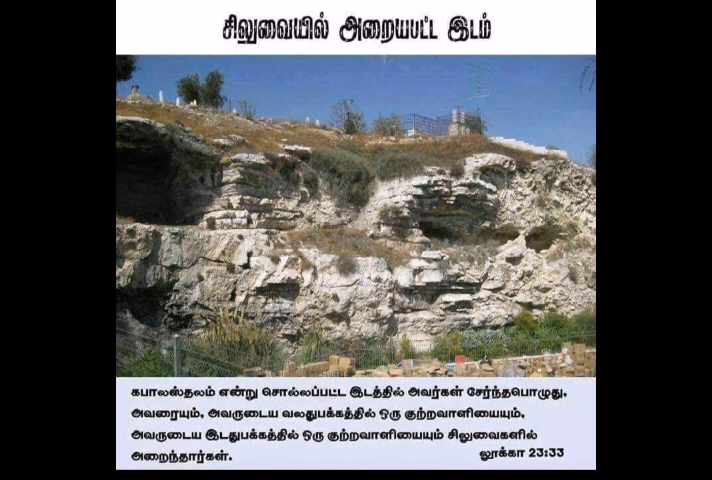 சிலுவையில் அறையபட்ட இடம்
கபாலஸ்தலம் என்று சொல்லப்பட்ட இடத்தில் அவர்கள் சேர்ந்தபொழுது,
அவரையும், அவருடைய வலதுபக்கத்தில் ஒரு குற்றவாளியையும்,
அவருடைய இடதுபக்கத்தில் ஒரு குற்றவாளியையும் சிலுவைகளில்
அறைந்தார்கள். லூக்கா 23:33